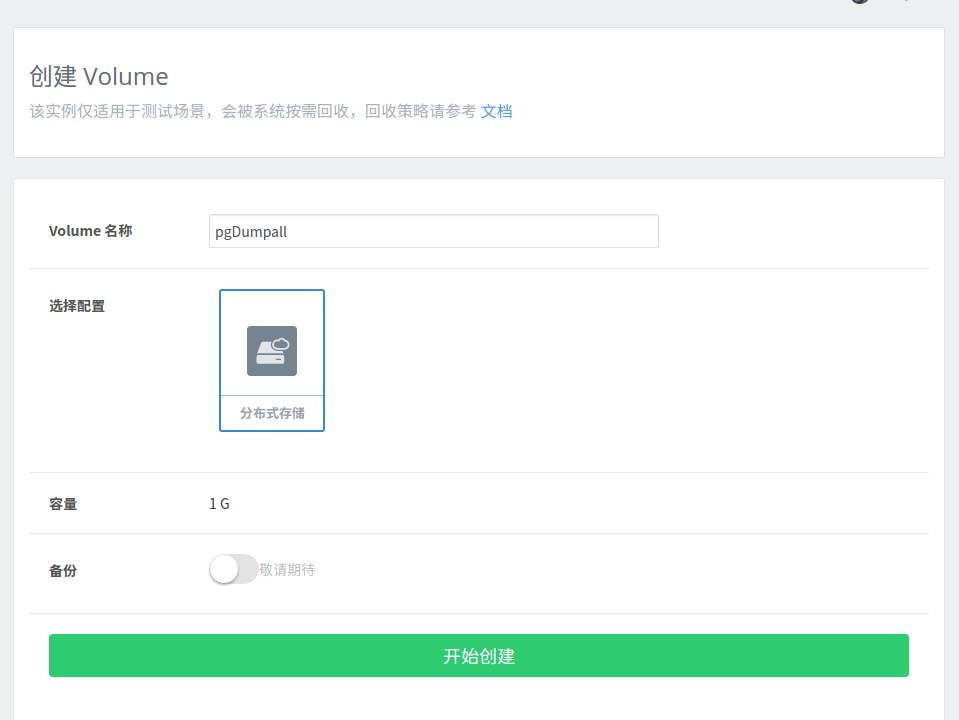 创建 Volume
该实例仅适用于测试场景，会被系统按需回收，回收策略请参考 文档
Volume 名称
pgDumpall
选择配置
分布式存储
容量
1 G
备份
敬请期待
开始创建